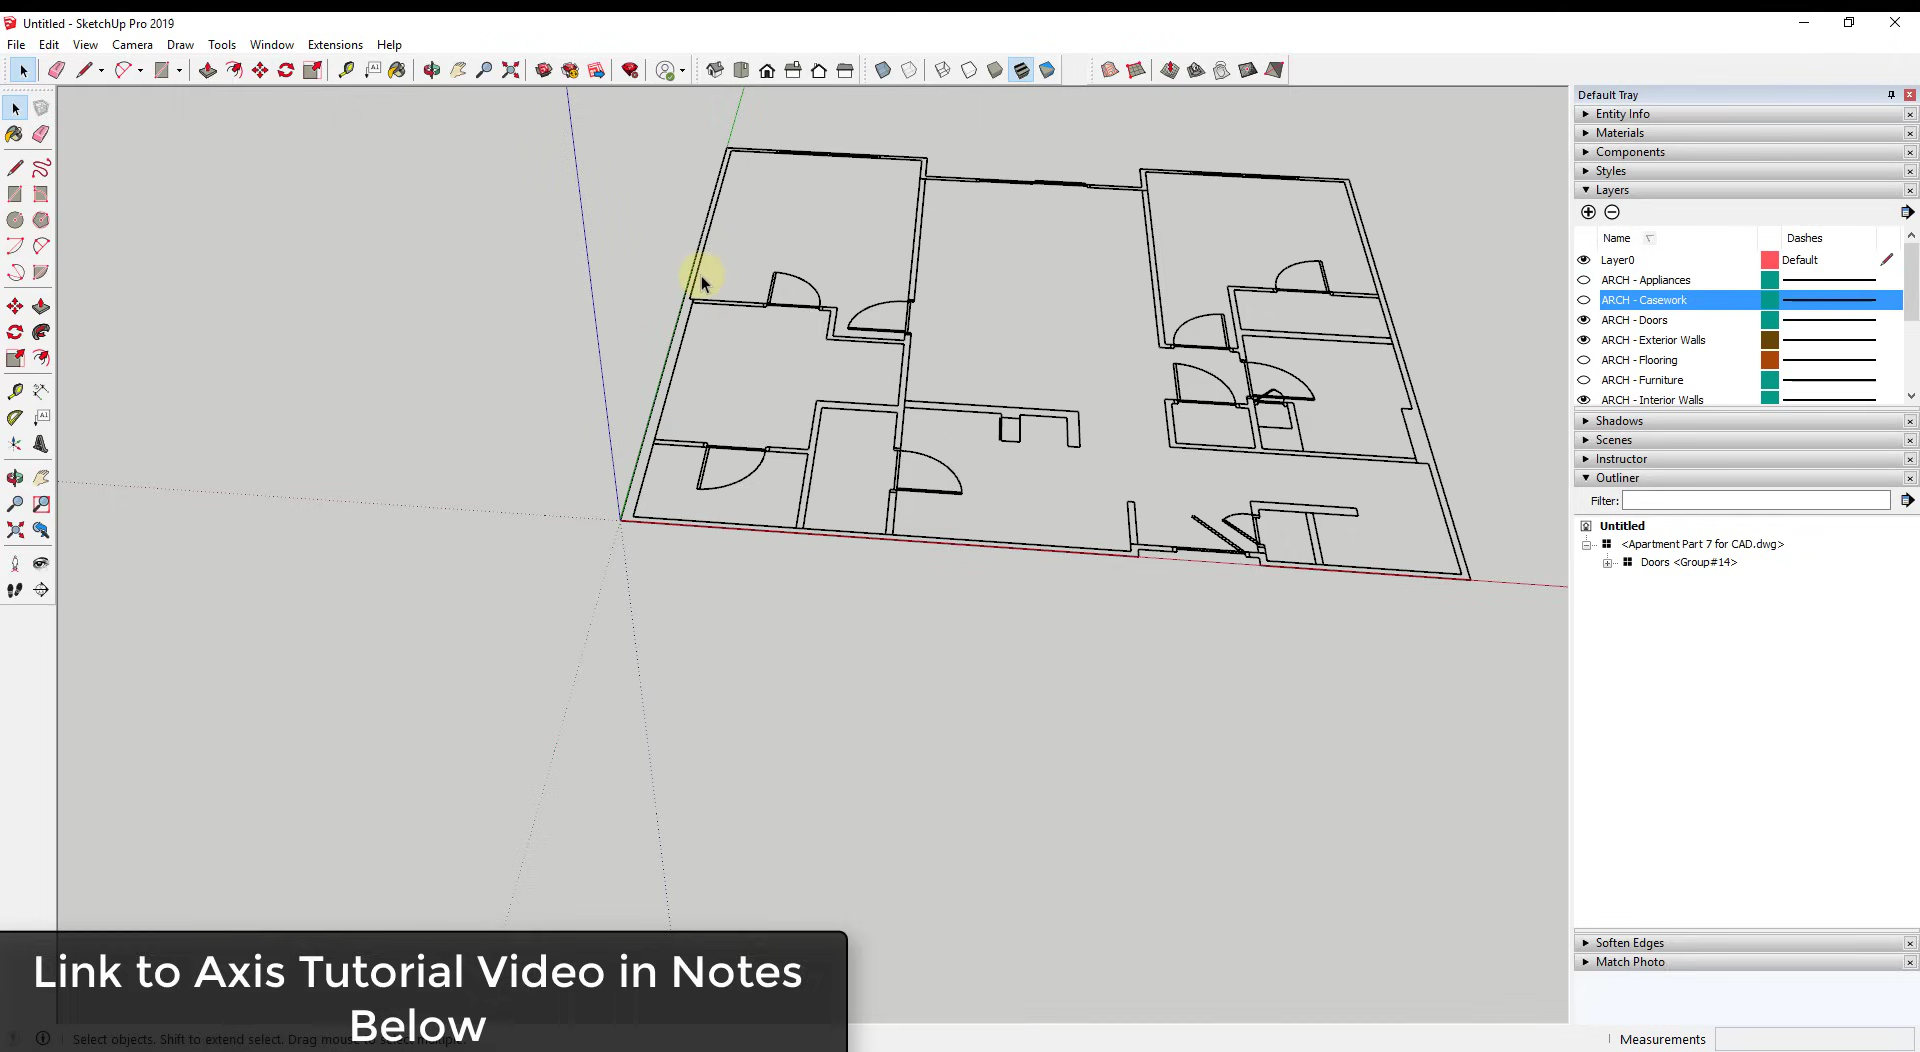 Untitled - SketchUp Pro 2019
File Edit View Camera Draw Tools Window Extensions Help
Default Tray
Entity Info
Materials
Components
Styles
Layers
Name Dashes
Layer0 Default
ARCH - Appliances
ARCH - Casework
ARCH - Doors
ARCH - Exterior Walls
ARCH - Flooring
ARCH - Furniture
ARCH - Interior Walls
Shadows
Scenes
Instructor
Outliner
Filter:
Untitled
<Apartment Part 7 for CAD.dwg>
Doors <Group#14>
Soften Edges
Match Photo
Link to Axis Tutorial Video in Notes
Below
Select objects. Shift to extend select. Drag mouse to select multiple.
Measurements